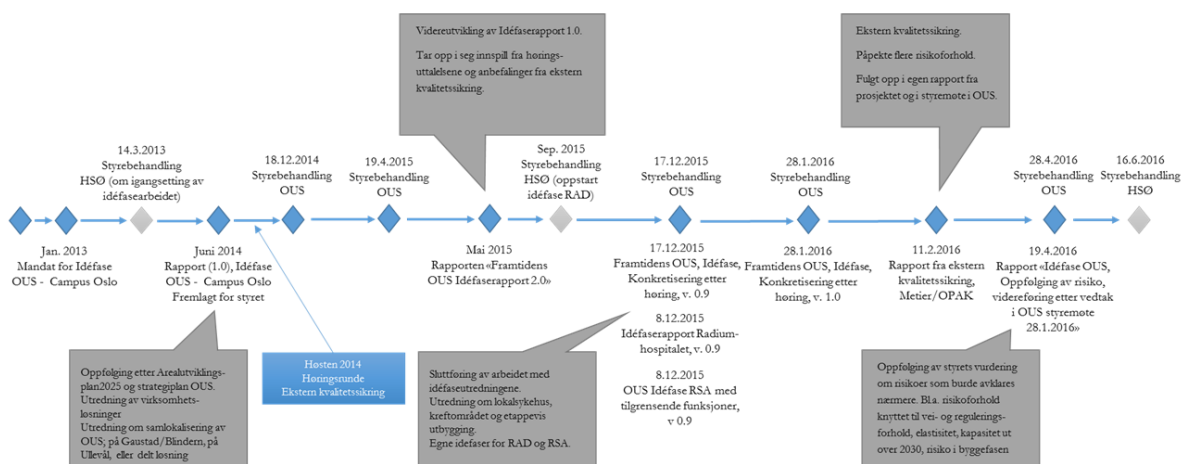 Videreutvikling av Idéfaserapport 1.0.
Tar opp i seg innspill fra hørings-
uttalelsene og anbefalinger fra ekstern
kvalitetssikring.
Ekstern kvalitetssikring.
Påpekte flere risikoforhold.
Fulgt opp i egen rapport fra
prosjektet og i styremøte i OUS.
14.3.2013
Styrebehandling
HSØ (om igangsetting av
idéfasearbeidet)
18.12.2014
Styrebehandling
OUS
19.4.2015
Styrebehandling
OUS
Sep. 2015
Styrebehandling
HSØ (oppstart
idéfase RAD)
17.12.2015
Styrebehandling
OUS
28.1.2016
Styrebehandling
OUS
28.4.2016
Styrebehandling
OUS
16.6.2016
Styrebehandling
HSØ
Jan. 2013
Mandat for Idéfase
OUS - Campus Oslo
Juni 2014
Rapport (1.0), Idéfase
OUS - Campus Oslo
Fremlagt for styret
Mai 2015
Rapporten «Framtidens
OUS Idéfaserapport 2.0»
17.12.2015
Framtidens OUS, Idéfase,
Konkretisering etter
høring, v. 0.9
8.12.2015
Idéfaserapport Radium-
hospitalet, v. 0.9
8.12.2015
OUS Idéfase RSA med
tilgrensende funksjoner,
v 0.9
28.1.2016
Framtidens OUS, Idéfase,
Konkretisering etter
høring, v. 1.0
11.2.2016
Rapport fra ekstern
kvalitetssikring,
Metier/OPAK
19.4.2016
Rapport «Idéfase OUS,
Oppfølging av risiko,
videreføring etter vedtak
i OUS styremøte
28.1.2016»
Oppfølging etter Arealutviklings-
plan2025 og strategiplan OUS.
Utredning av virksomhets-
løsninger
Utredning om samlokalisering av
OUS; på Gaustad/Blindern, på
Ullevål, eller delt løsning
Høsten 2014
Høringsrunde
Ekstern kvalitetssikring
Sluttføring av arbeidet med
idéfaseutredningene.
Utredning om lokalsykehus,
kreftområdet og etappevis
utbygging.
Egne idefaser for RAD og RSA.
Oppfølging av styrets vurdering
om risikoer som burde avklares
nærmere. Bl.a. risikoforhold
knyttet til vei- og regulerings-
forhold, elastisitet, kapasitet ut
over 2030, risiko i byggefasen